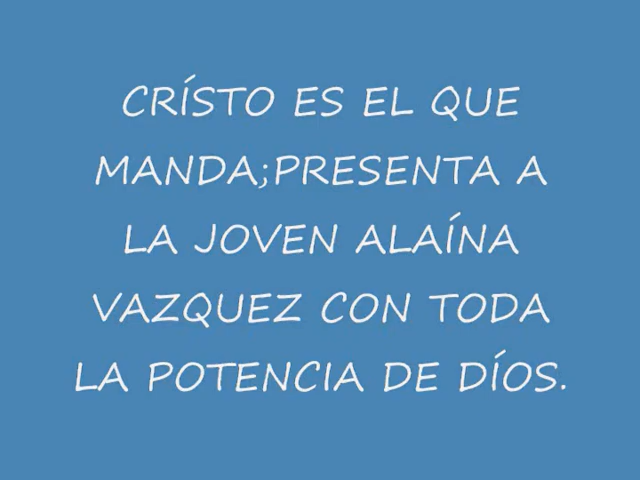 CRÍSTO ES EL QUE
MANDA;PRESENTA A
LA JOVEN ALAÍNA
VAZQUEZ CON TODA
LA POTENCIA DE DÍOS.